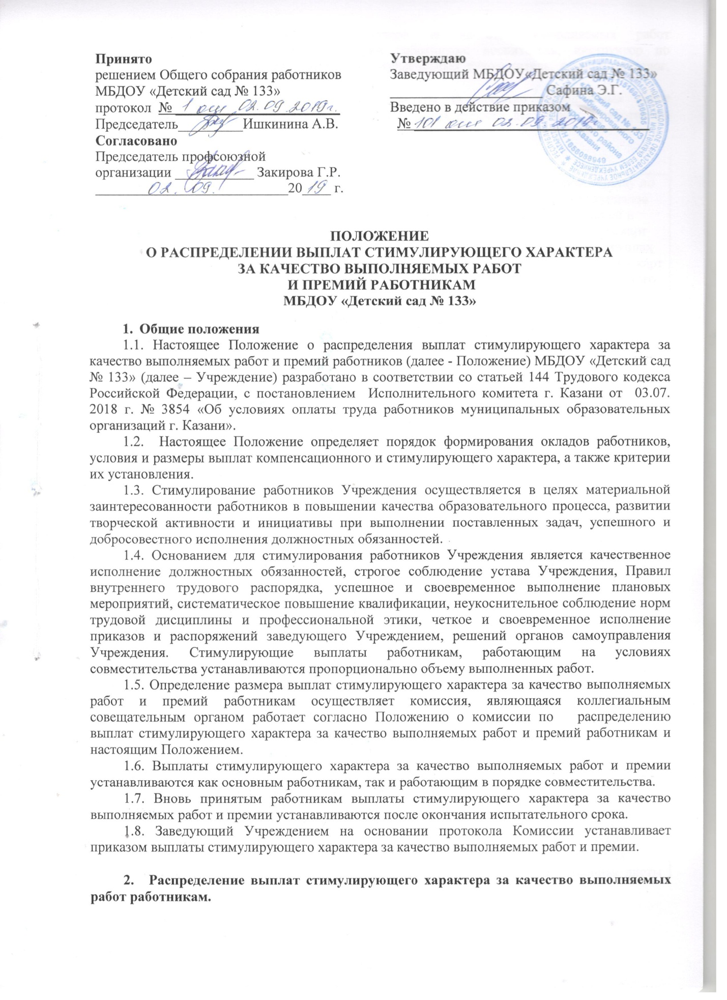 Принято
решением Общего собрания работников
МБДОУ «Детский сад № 133»
протокол № 1 от 02.09.2019г.
Председатель_________Ишкинина А.В.
Согласовано
Председатель профсоюзной
организации ___________ Закирова Г.Р.
02. 09. 2019 г.
Утверждаю
Заведующий МБДОУ«Детский сад № 133»
_____________________ Сафина Э.Г.
Введено в действие приказом
№ 101 от 02.09.2019г
детский сад № 133
комбинированного
района
г.Казани
ПОЛОЖЕНИЕ
О РАСПРЕДЕЛЕНИИ ВЫПЛАТ СТИМУЛИРУЮЩЕГО ХАРАКТЕРА
ЗА КАЧЕСТВО ВЫПОЛНЯЕМЫХ РАБОТ
И ПРЕМИЙ РАБОТНИКАМ
МБДОУ «Детский сад № 133»
1. Общие положения
1.1. Настоящее Положение о распределения выплат стимулирующего характера за
качество выполняемых работ и премий работников (далее - Положение) МБДОУ «Детский сад
№ 133» (далее – Учреждение) разработано в соответствии со статьей 144 Трудового кодекса
Российской Федерации, с постановлением Исполнительного комитета г. Казани от 03.07.
2018 г. № 3854 «Об условиях оплаты труда работников муниципальных образовательных
организаций г. Казани».
1.2. Настоящее Положение определяет порядок формирования окладов работников,
условия и размеры выплат компенсационного и стимулирующего характера, а также критерии
их установления.
1.3. Стимулирование работников Учреждения осуществляется в целях материальной
заинтересованности работников в повышении качества образовательного процесса, развитии
творческой активности и инициативы при выполнении поставленных задач, успешного и
добросовестного исполнения должностных обязанностей.
1.4. Основанием для стимулирования работников Учреждения является качественное
исполнение должностных обязанностей, строгое соблюдение устава Учреждения, Правил
внутреннего трудового распорядка, успешное и своевременное выполнение плановых
мероприятий, систематическое повышение квалификации, неукоснительное соблюдение норм
трудовой дисциплины и профессиональной этики, четкое и своевременное исполнение
приказов и распоряжений заведующего Учреждением, решений органов самоуправления
Учреждения. Стимулирующие выплаты работникам, работающим на условиях
совместительства устанавливаются пропорционально объему выполненных работ.
1.5. Определение размера выплат стимулирующего характера за качество выполняемых
работ и премий работникам осуществляет комиссия, являющаяся коллегиальным
совещательным органом работает согласно Положению о комиссии по распределению
выплат стимулирующего характера за качество выполняемых работ и премий работникам и
настоящим Положением.
1.6. Выплаты стимулирующего характера за качество выполняемых работ и премии
устанавливаются как основным работникам, так и работающим в порядке совместительства.
1.7. Вновь принятым работникам выплаты стимулирующего характера за качество
выполняемых работ и премии устанавливаются после окончания испытательного срока.
1.8. Заведующий Учреждением на основании протокола Комиссии устанавливает
приказом выплаты стимулирующего характера за качество выполняемых работ и премии.
2. Распределение выплат стимулирующего характера за качество выполняемых
работ работникам.